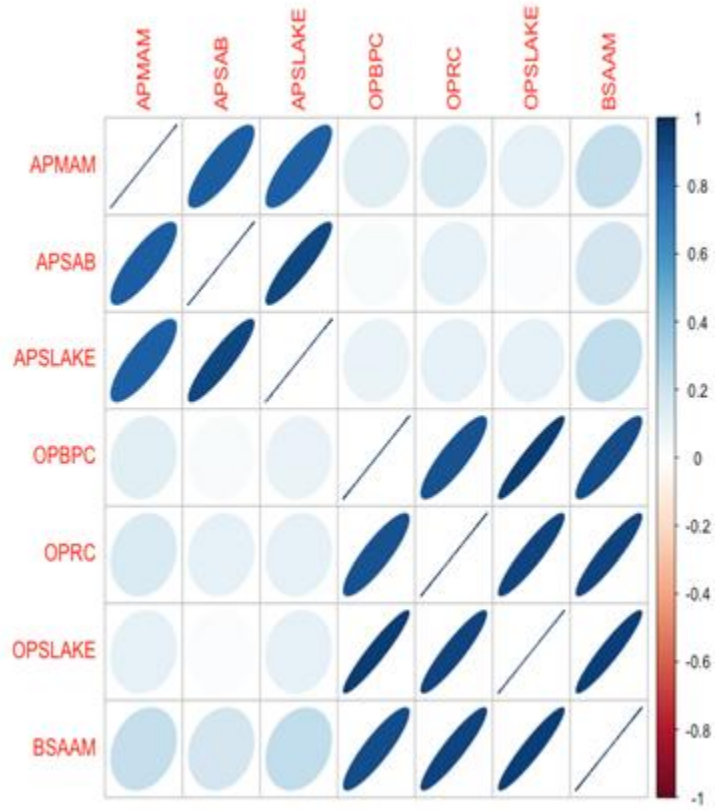 APMAM
APSAB
APSLAKE
OPBPC
OPRC
OPSLAKE
BSAAM
APMAM
APSAB
APSLAKE
OPBPC
OPRC
OPSLAKE
BSAAM
1
0.8
0.6
0.4
0.2
0
-0.2
-0.4
-0.6
-0.8
-1